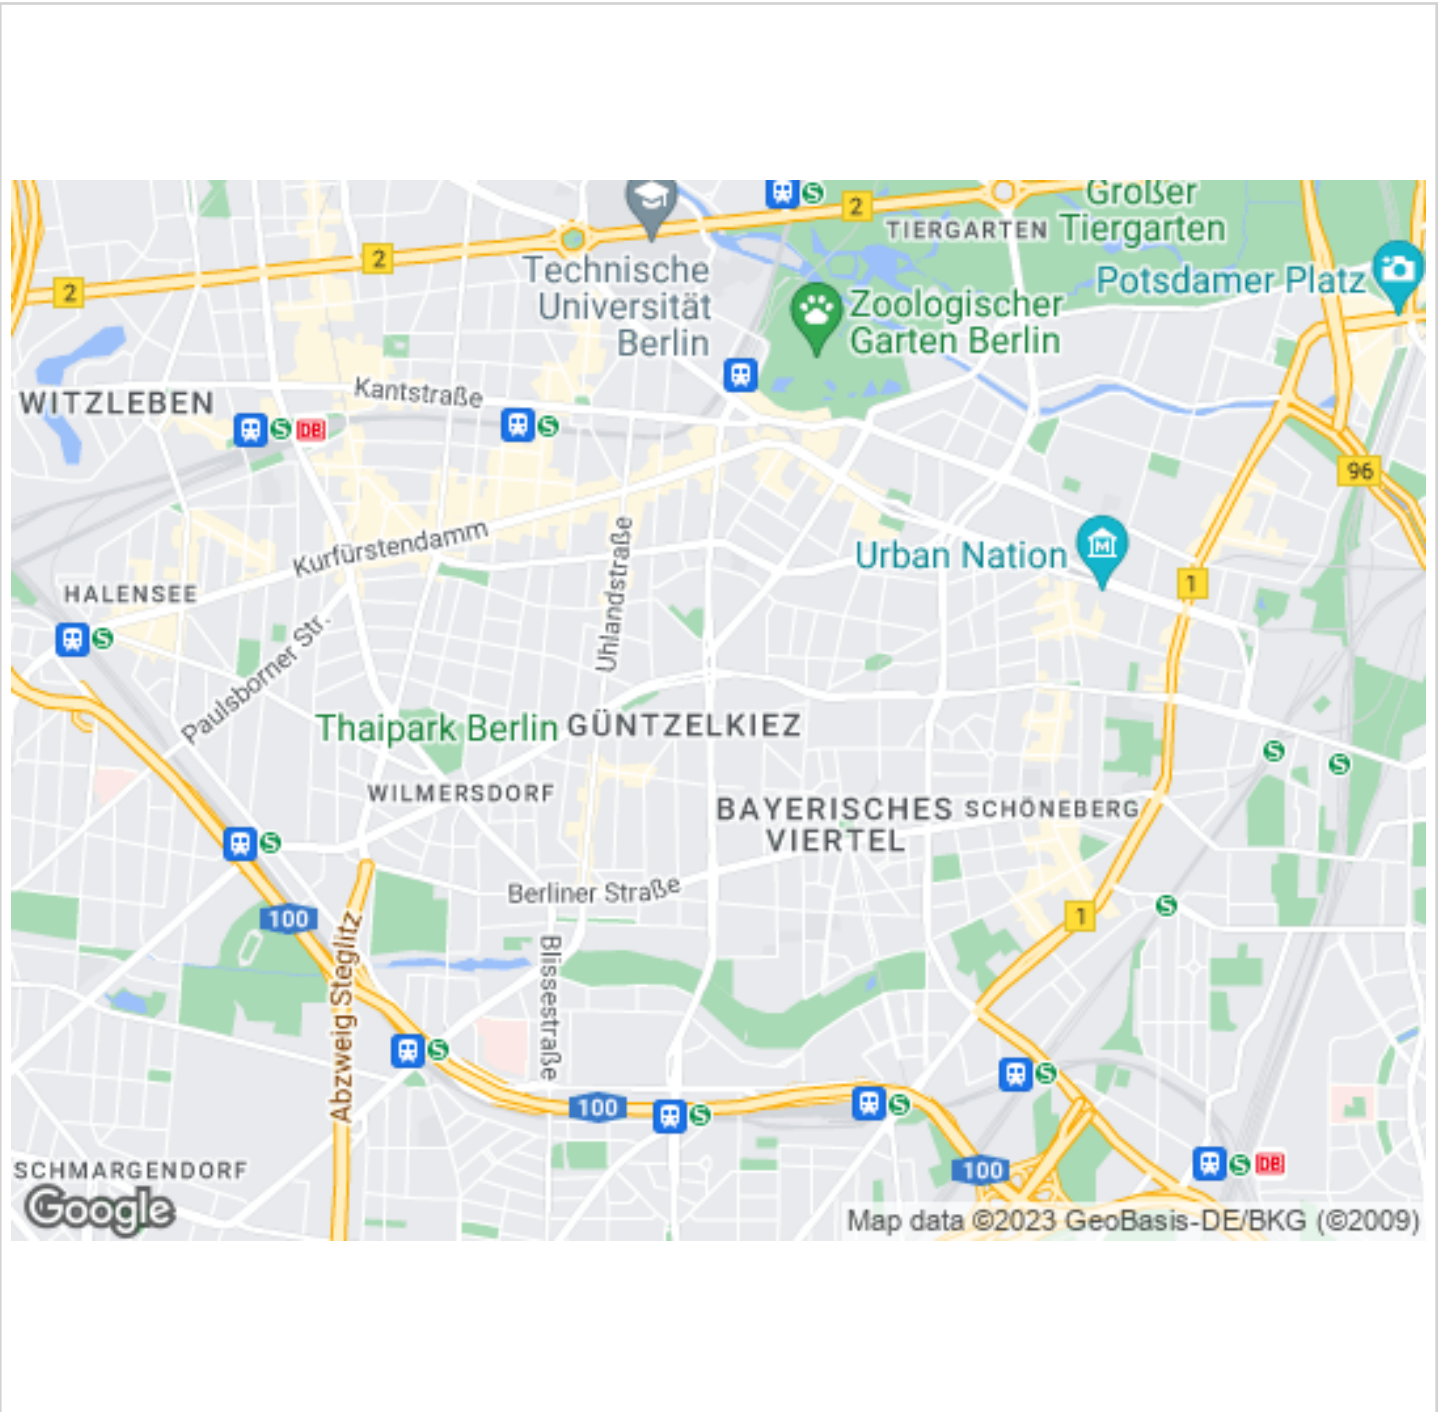 Großer
Tiergarten
TIERGARTEN
2
2
2
Technische
Universität
Berlin
Zoologischer
Garten Berlin
Potsdamer Platz
WITZLEBEN
Kantstraße
S
S
DB
S
96
Kurfürstendamm
Uhlandstraße
Urban Nation
1
HALENSEE
S
Paulsborner Str.
Thaipark Berlin
GÜNTZELKIEZ
S
S
WILMERSDORF
BAYERISCHES
VIERTEL
SCHÖNEBERG
S
Berliner Straße
100
1
S
Abzweig Steglitz
Blissestraße
S
S
100
S
S
100
S
DB
SCHMARGENDORF
Google
Map data ©2023 GeoBasis-DE/BKG (©2009)